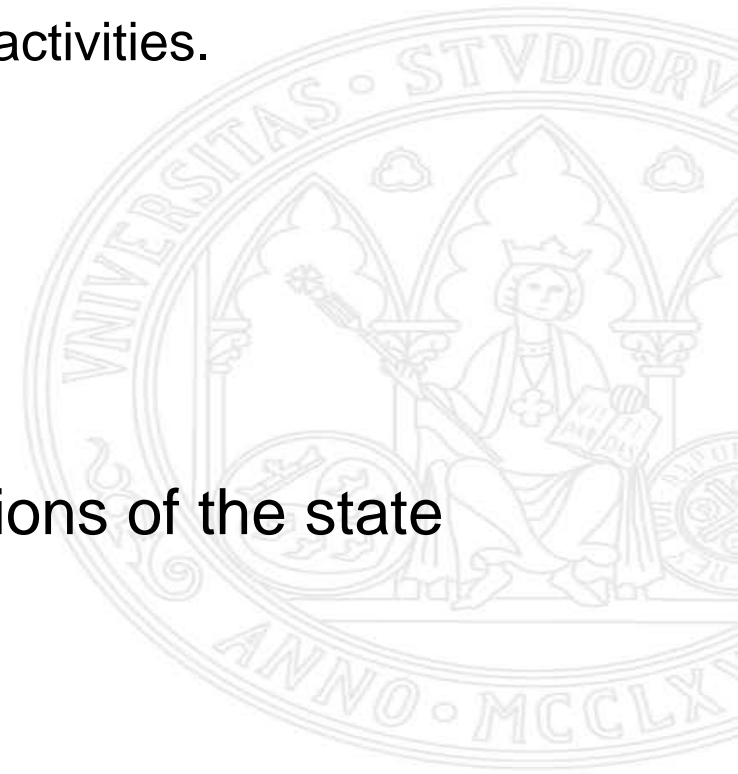 activities.
VNIVERSITAS · STVDIORV
ions of the state
ANNO · MCCLX